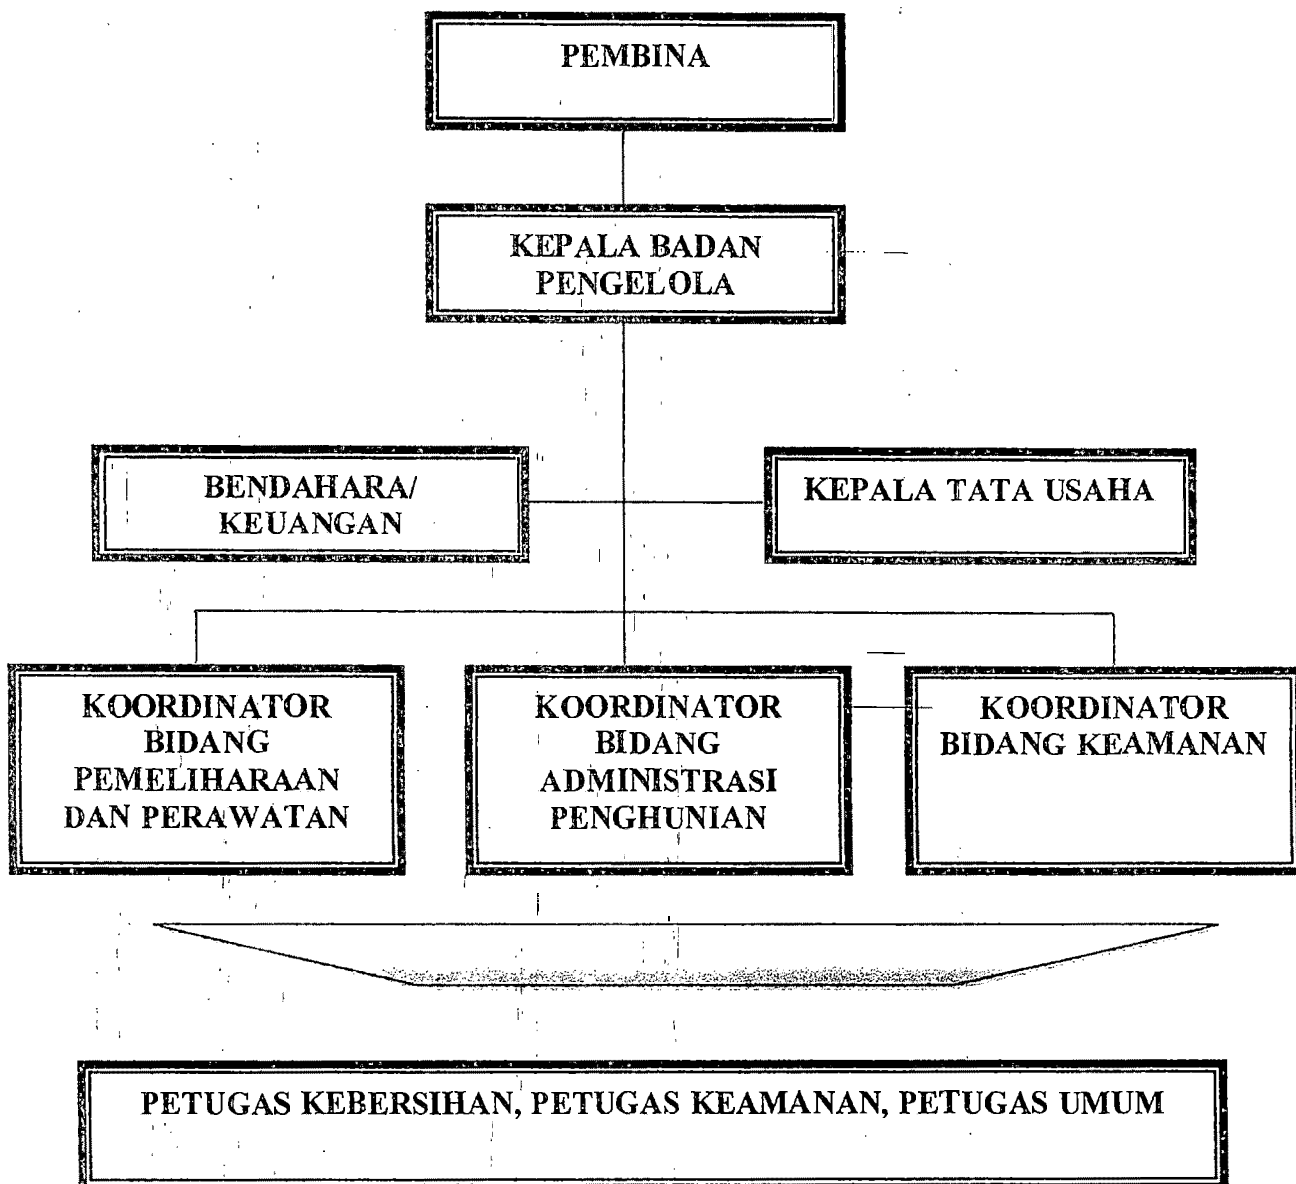 PEMBINA
KEPALA BADAN
PENGELOLA
BENDAHARA/
KEUANGAN
KEPALA TATA USAHA
KOORDINATOR
BIDANG
PEMELIHARAAN
DAN PERAWATAN
KOORDINATOR
BIDANG
ADMINISTRASI
PENGHUNIAN
KOORDINATOR
BIDANG KEAMANAN
PETUGAS KEBERSIHAN, PETUGAS KEAMANAN, PETUGAS UMUM